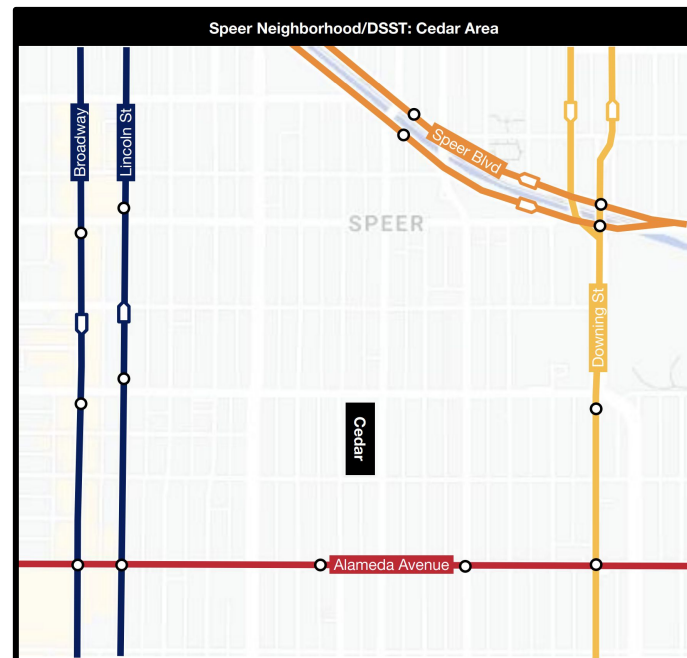 Speer Neighborhood/DSST: Cedar Area
Broadway
Lincoln St
Speer Blvd
SPEER
Downing St
Cedar
Alameda Avenue